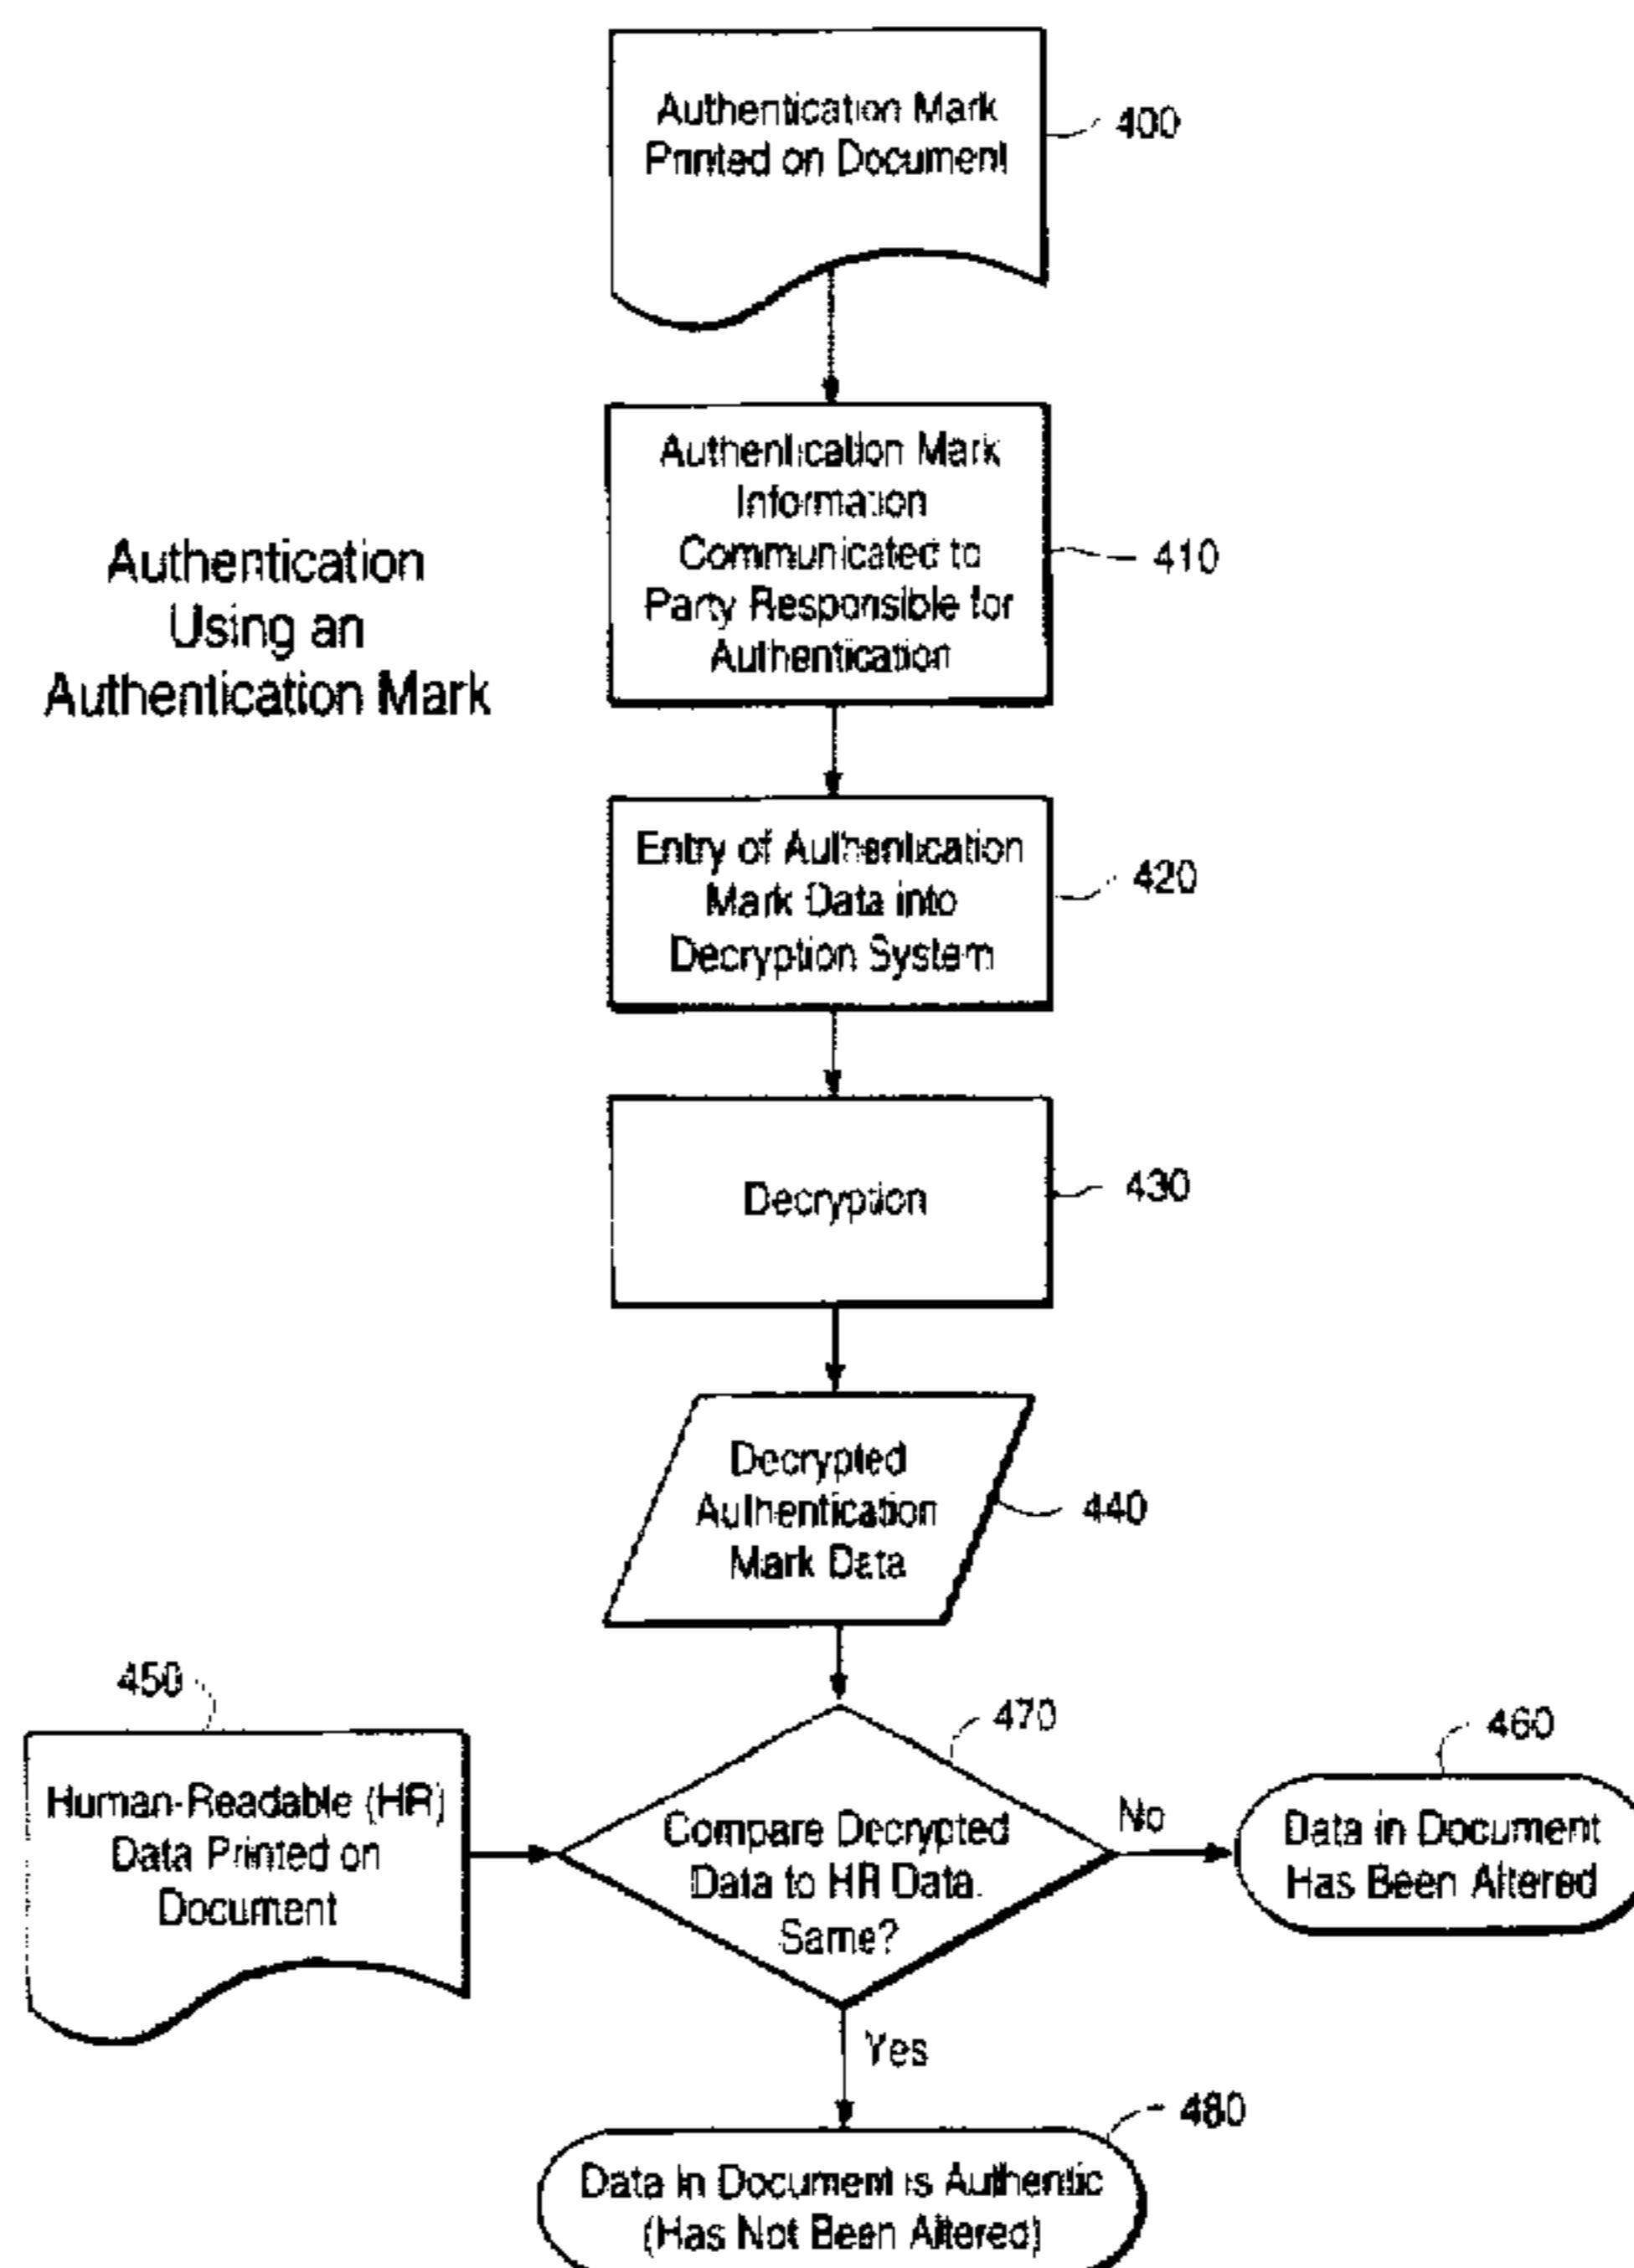 Authentication Mark
Printed on Document
400
Authentication Mark
Information
Communicated to
Party Responsible for
Authentication
410
Authentication
Using an
Authentication Mark
Entry of Authentication
Mark Data into
Decryption System
420
Decryption
430
Decrypted
Authentication
Mark Data
440
450
Human-Readable (HR)
Data Printed on
Document
470
Compare Decrypted
Data to HR Data.
Same?
No
460
Data in Document
Has Been Altered
Yes
480
Data in Document is Authentic
(Has Not Been Altered)